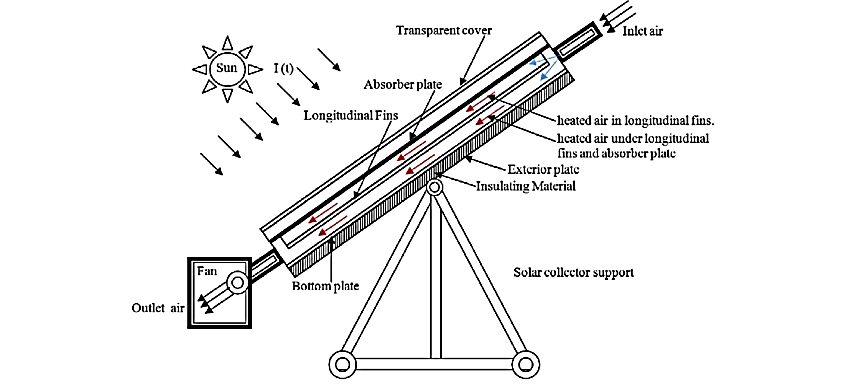 Inlet air
Transparent cover
Sun
I (t)
Absorber plate
Longitudinal Fins
heated air in longitudinal fins.
heated air under longitudinal
fins and absorber plate
Exterior plate
Insulating Material
Fan
Solar collector support
Bottom plate
Outlet air